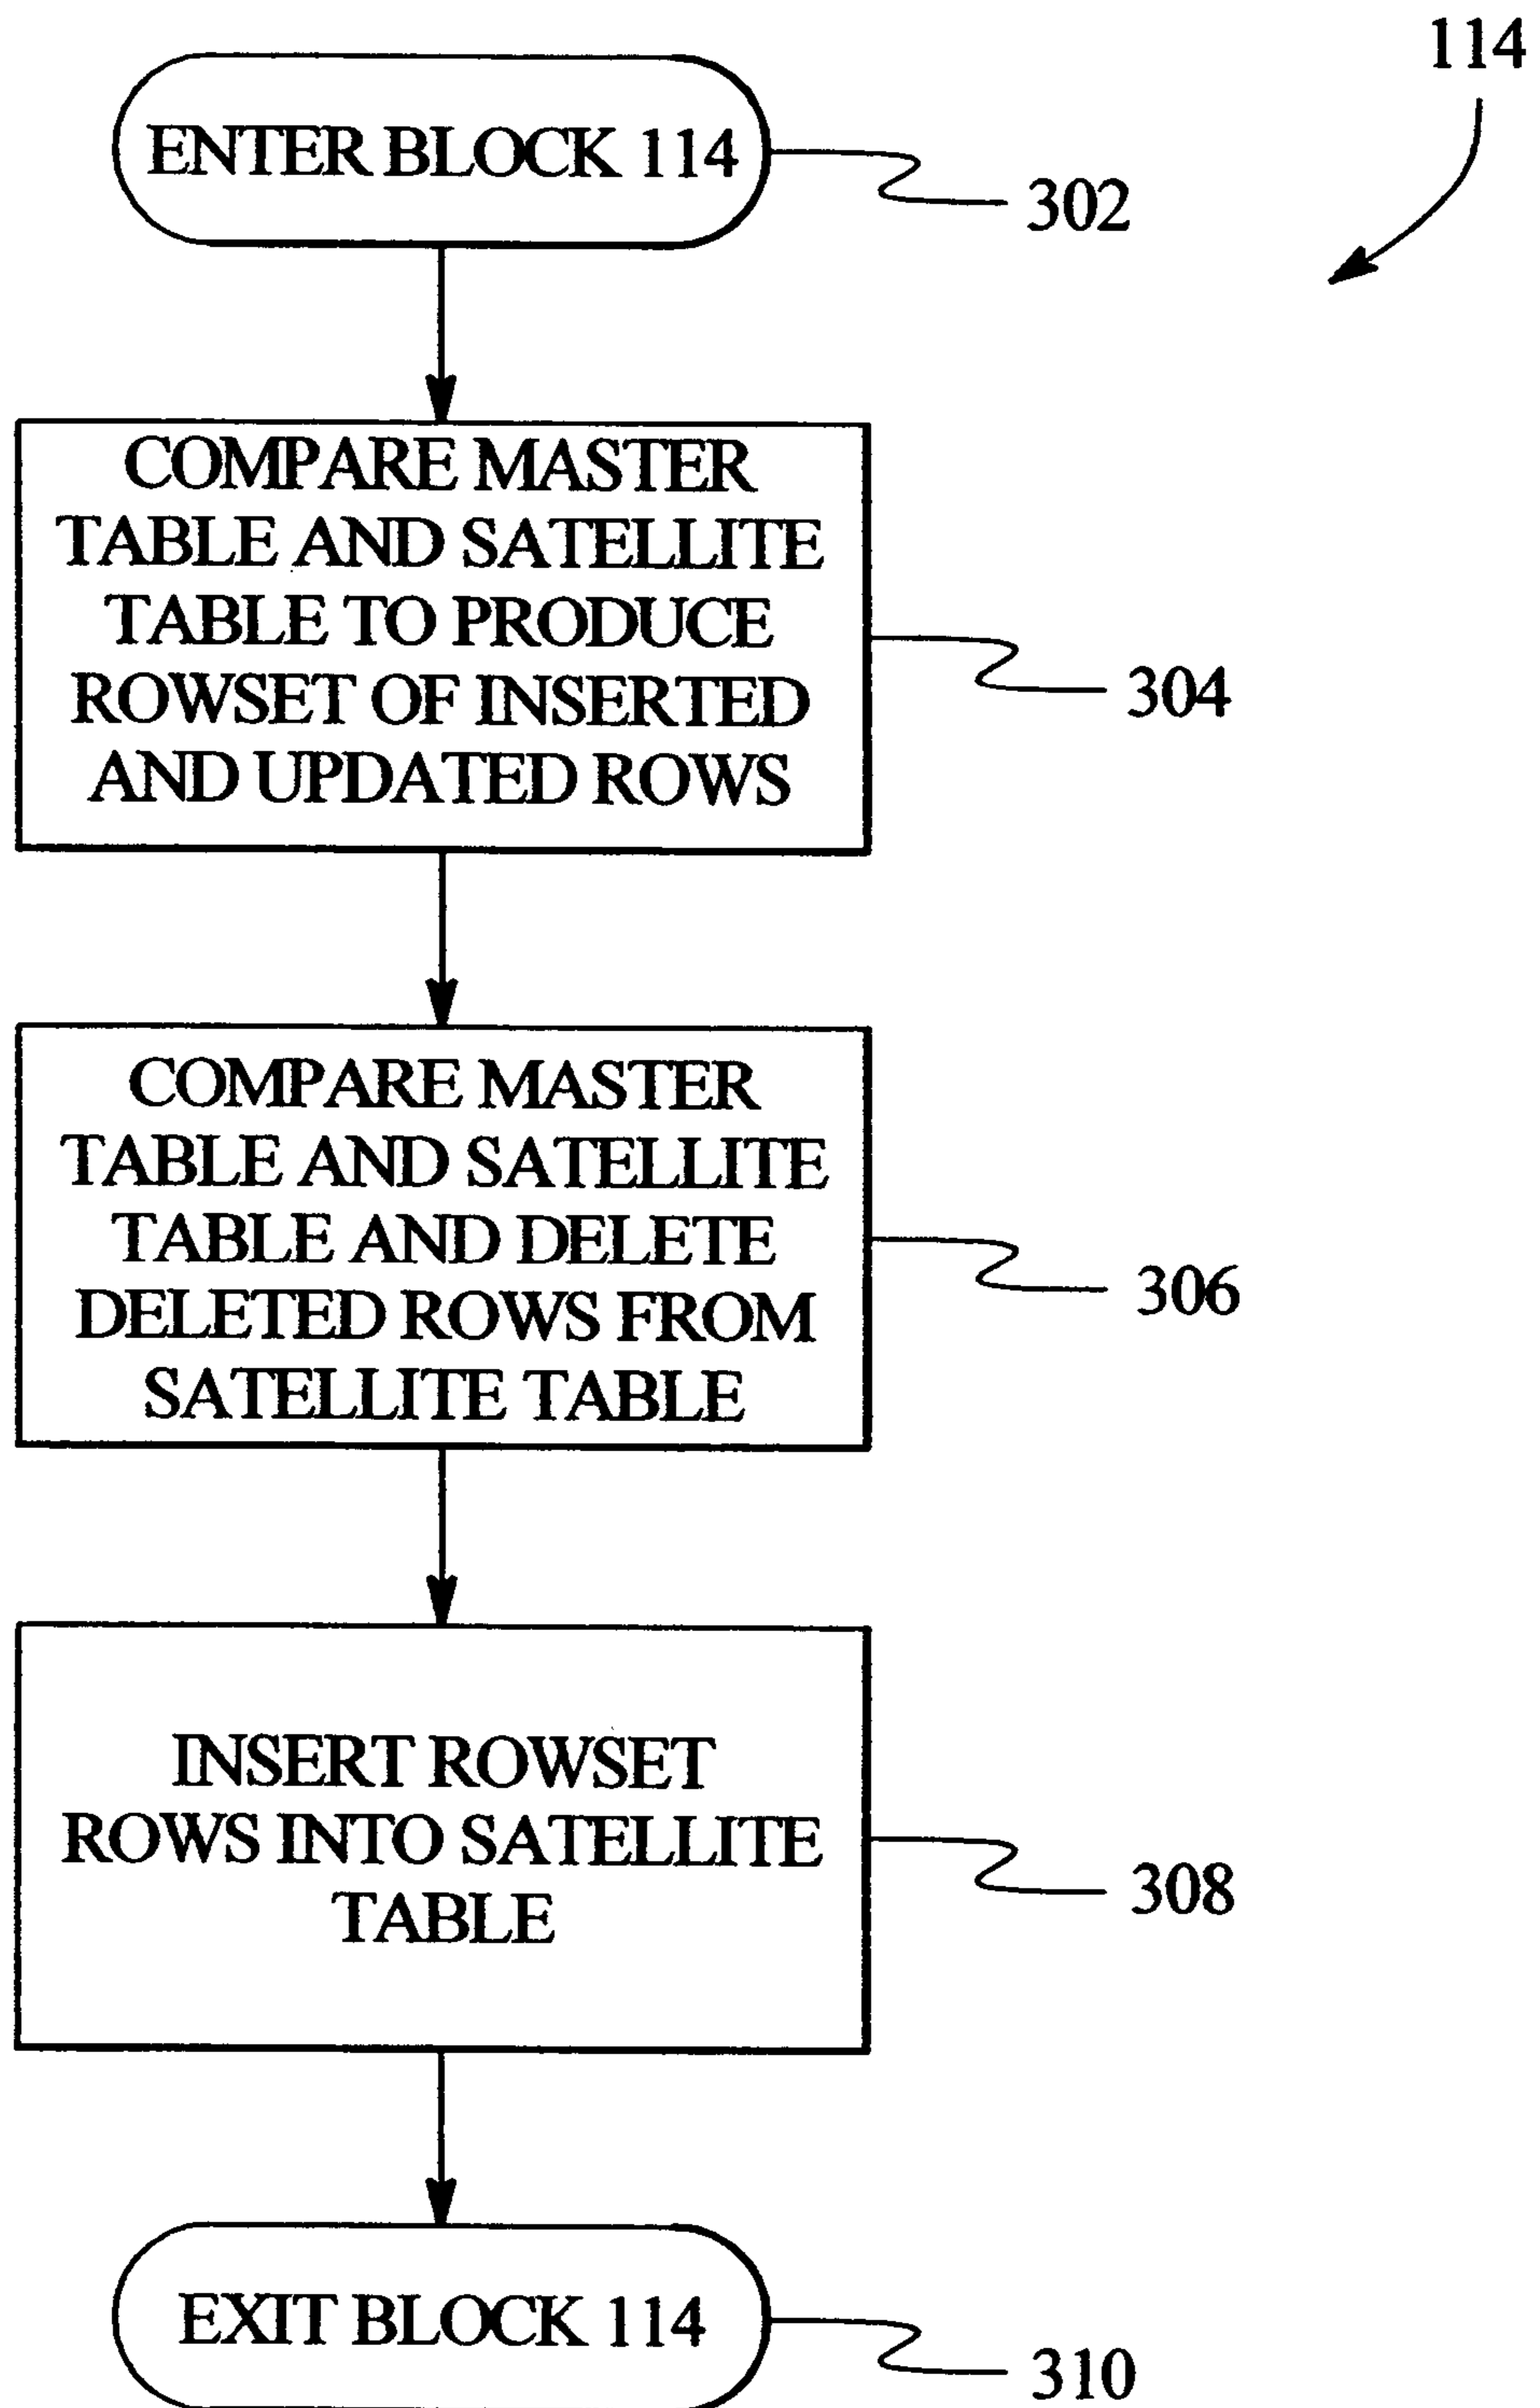 114
ENTER BLOCK 114
302
COMPARE MASTER
TABLE AND SATELLITE
TABLE TO PRODUCE
ROWSET OF INSERTED
AND UPDATED ROWS
304
COMPARE MASTER
TABLE AND SATELLITE
TABLE AND DELETE
DELETED ROWS FROM
SATELLITE TABLE
306
INSERT ROWSET
ROWS INTO SATELLITE
TABLE
308
EXIT BLOCK 114
310